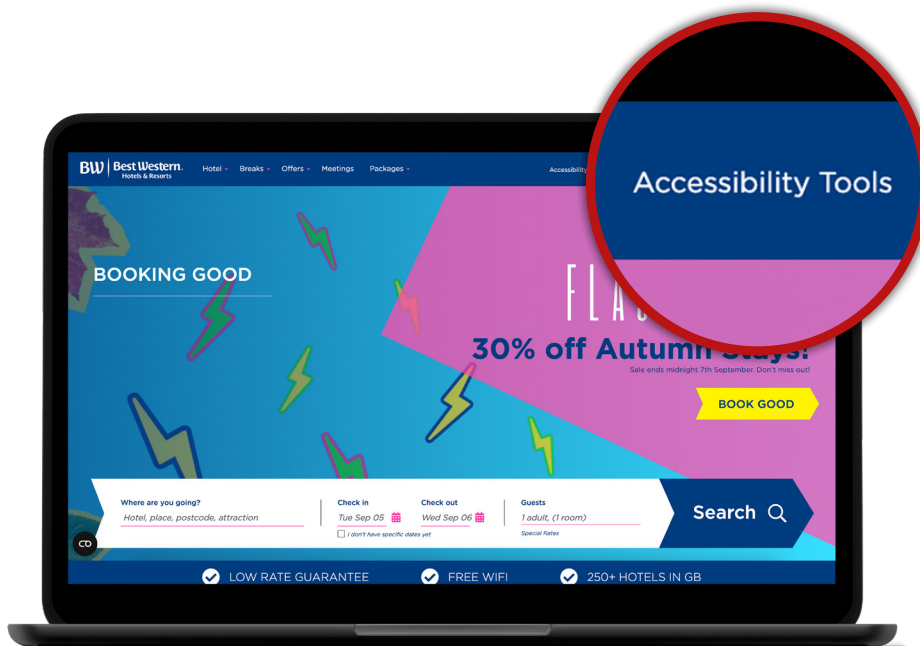 BW Best Western.
Hotels & Resorts
Hotel
Breaks
Offers
Meetings
Packages
Accessibility
Accessibility Tools
BOOKING GOOD
30% off Autumn Stays!
Sale ends midnight 7th September. Don't miss out!
BOOK GOOD
Where are you going?
Hotel, place, postcode, attraction
Check in
Tue Sep 05
Check out
Wed Sep 06
I don't have specific dates yet
Guests
1 adult, (1 room)
Special Rates
Search
LOW RATE GUARANTEE
FREE WIFI
250+ HOTELS IN GB